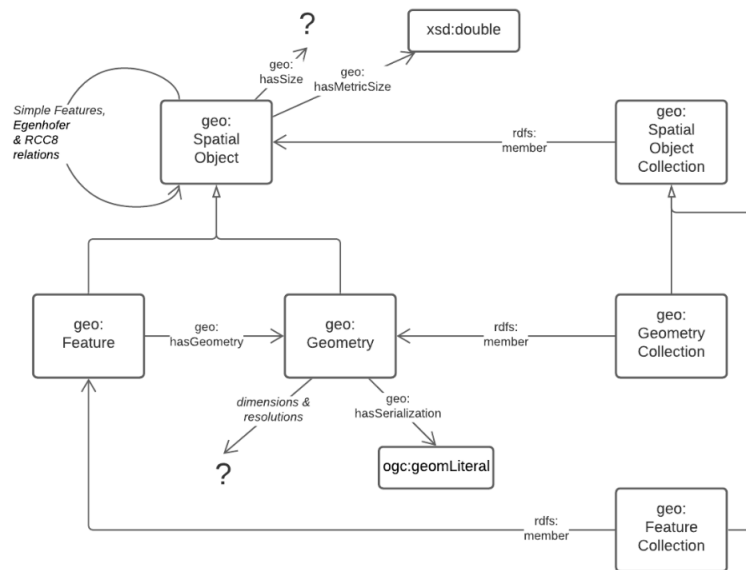 ?
xsd:double
geo:
hasSize
geo:
hasMetricSize
Simple Features,
Egenhofer
& RCC8
relations
geo:
Spatial
Object
rdfs:
member
geo:
Spatial
Object
Collection
geo:
Feature
geo:
hasGeometry
geo:
Geometry
rdfs:
member
geo:
Geometry
Collection
dimensions &
resolutions
geo:
hasSerialization
?
ogc:geomLiteral
rdfs:
member
geo:
Feature
Collection